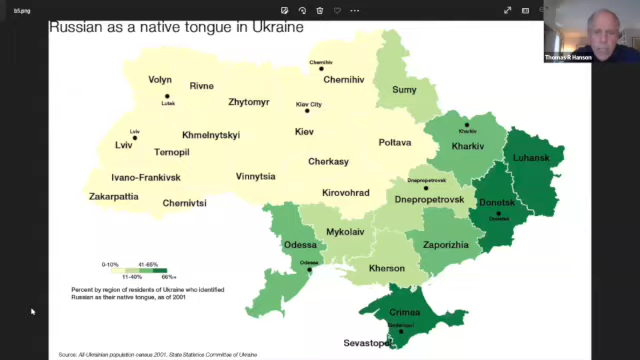 b5.png
Russian as a native tongue in Ukraine
Thomas R Hanson
Chernihiv
Volyn
Rivne
Chernihiv
Sumy
Lutsk
Zhytomyr
Kiev City
Kharkiv
Lviv
Khmelnytskyi
Kiev
Poltava
Kharkiv
Lviv
Ternopil
Luhansk
Cherkasy
Ivano-Frankivsk
Vinnytsia
Dnepropetrovsk
Zakarpattia
Chernivtsi
Kirovohrad
Dnepropetrovsk
Donetsk
Donetsk
Mykolaiv
Odessa
Zaporizhia
Odessa
Kherson
0-10% 41-65%
11-40% 66%+
Percent by region of residents of Ukraine who identified
Russian as their native tongue, as of 2001
Crimea
Sevastopol
Source: All-Ukrainian population census 2001, State Statistics Committee of Ukraine